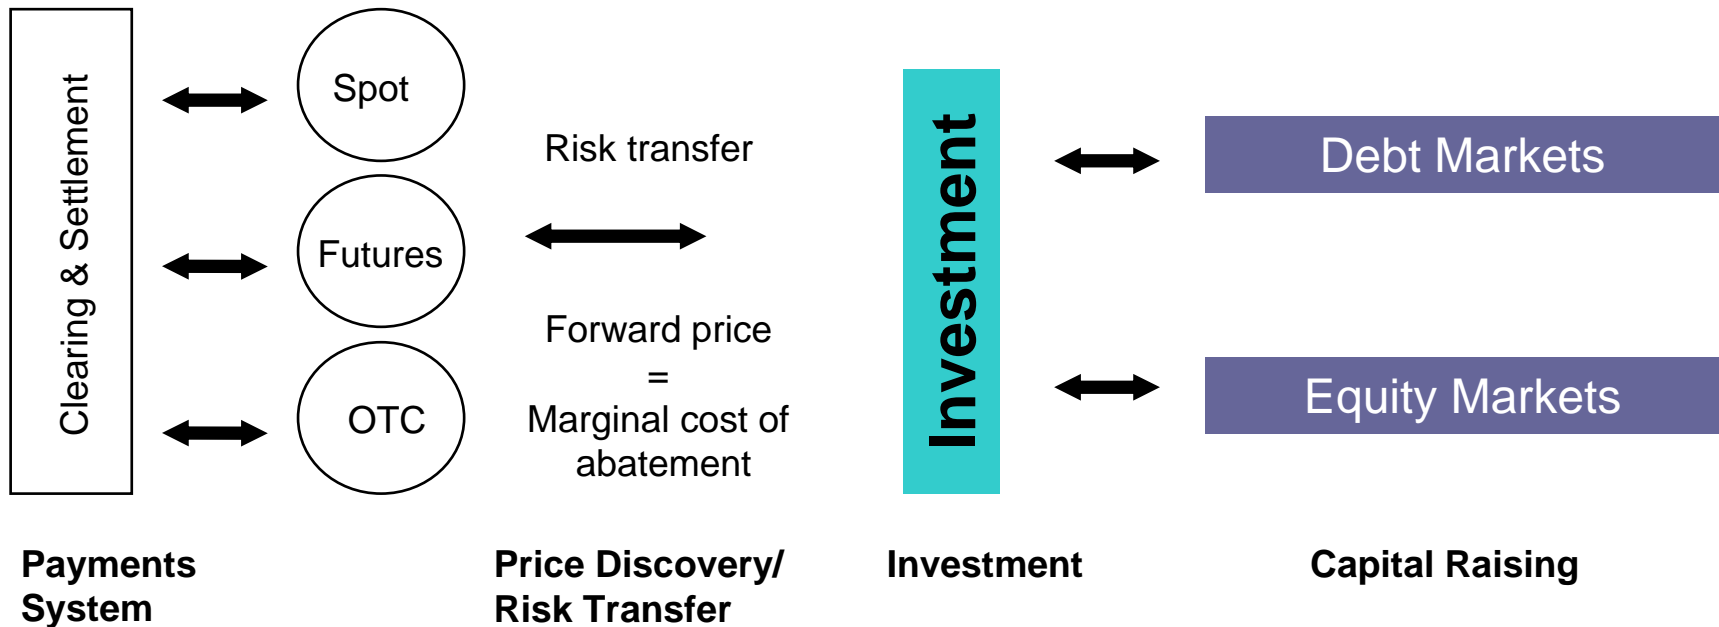 Clearing & Settlement
Spot
Futures
OTC
Risk transfer
Forward price
=
Marginal cost of
abatement
Investment
Debt Markets
Equity Markets
Payments
System
Price Discovery/
Risk Transfer
Investment
Capital Raising